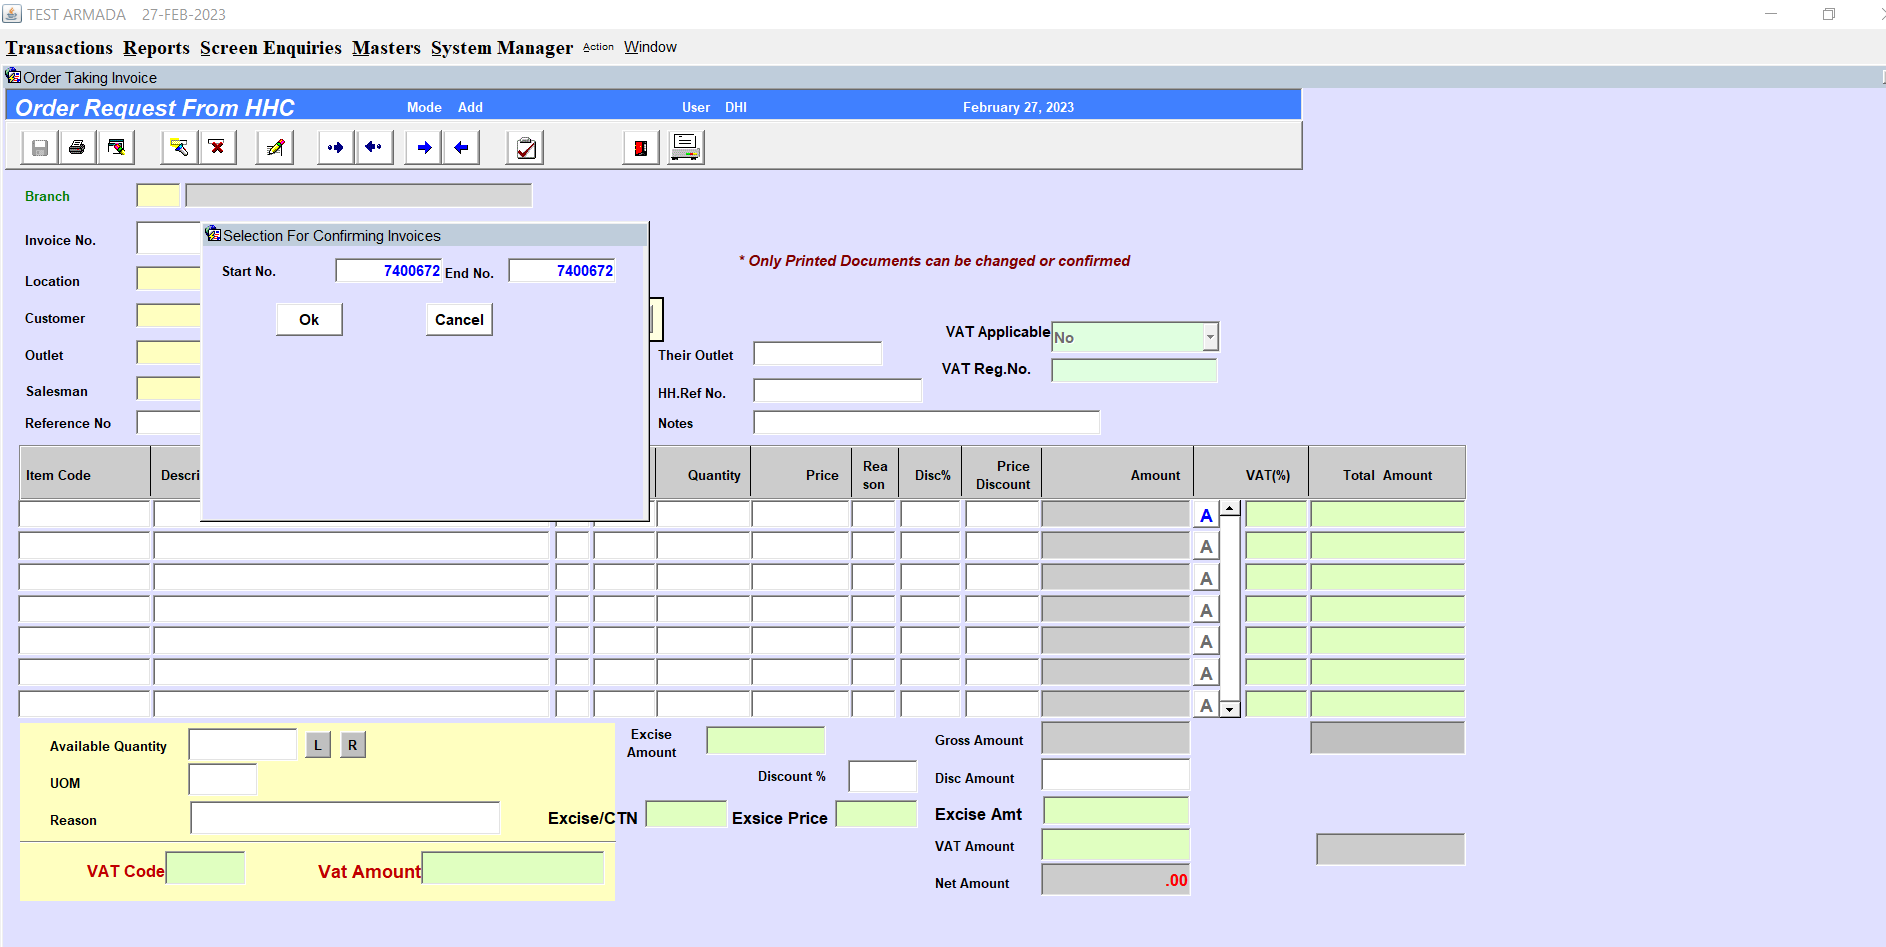 TEST ARMADA 27-FEB-2023
Transactions Reports Screen Enquiries Masters System Manager Action Window
Order Taking Invoice
Order Request From HHC Mode Add User DHI February 27, 2023
Branch
Invoice No.
Location
Customer
Outlet
Salesman
Reference No
Selection For Confirming Invoices
Start No. 7400672 End No. 7400672
Ok Cancel
* Only Printed Documents can be changed or confirmed
VAT Applicable No
Their Outlet
VAT Reg.No.
HH.Ref No.
Notes
Item Code Descri Quantity Price Rea son Disc% Price Discount Amount VAT(%) Total Amount
A
A
A
A
A
A
A
Available Quantity L R
UOM
Reason
VAT Code Vat Amount
Excise
Amount
Discount %
Excise/CTN Exsice Price
Gross Amount
Disc Amount
Excise Amt
VAT Amount
Net Amount .00